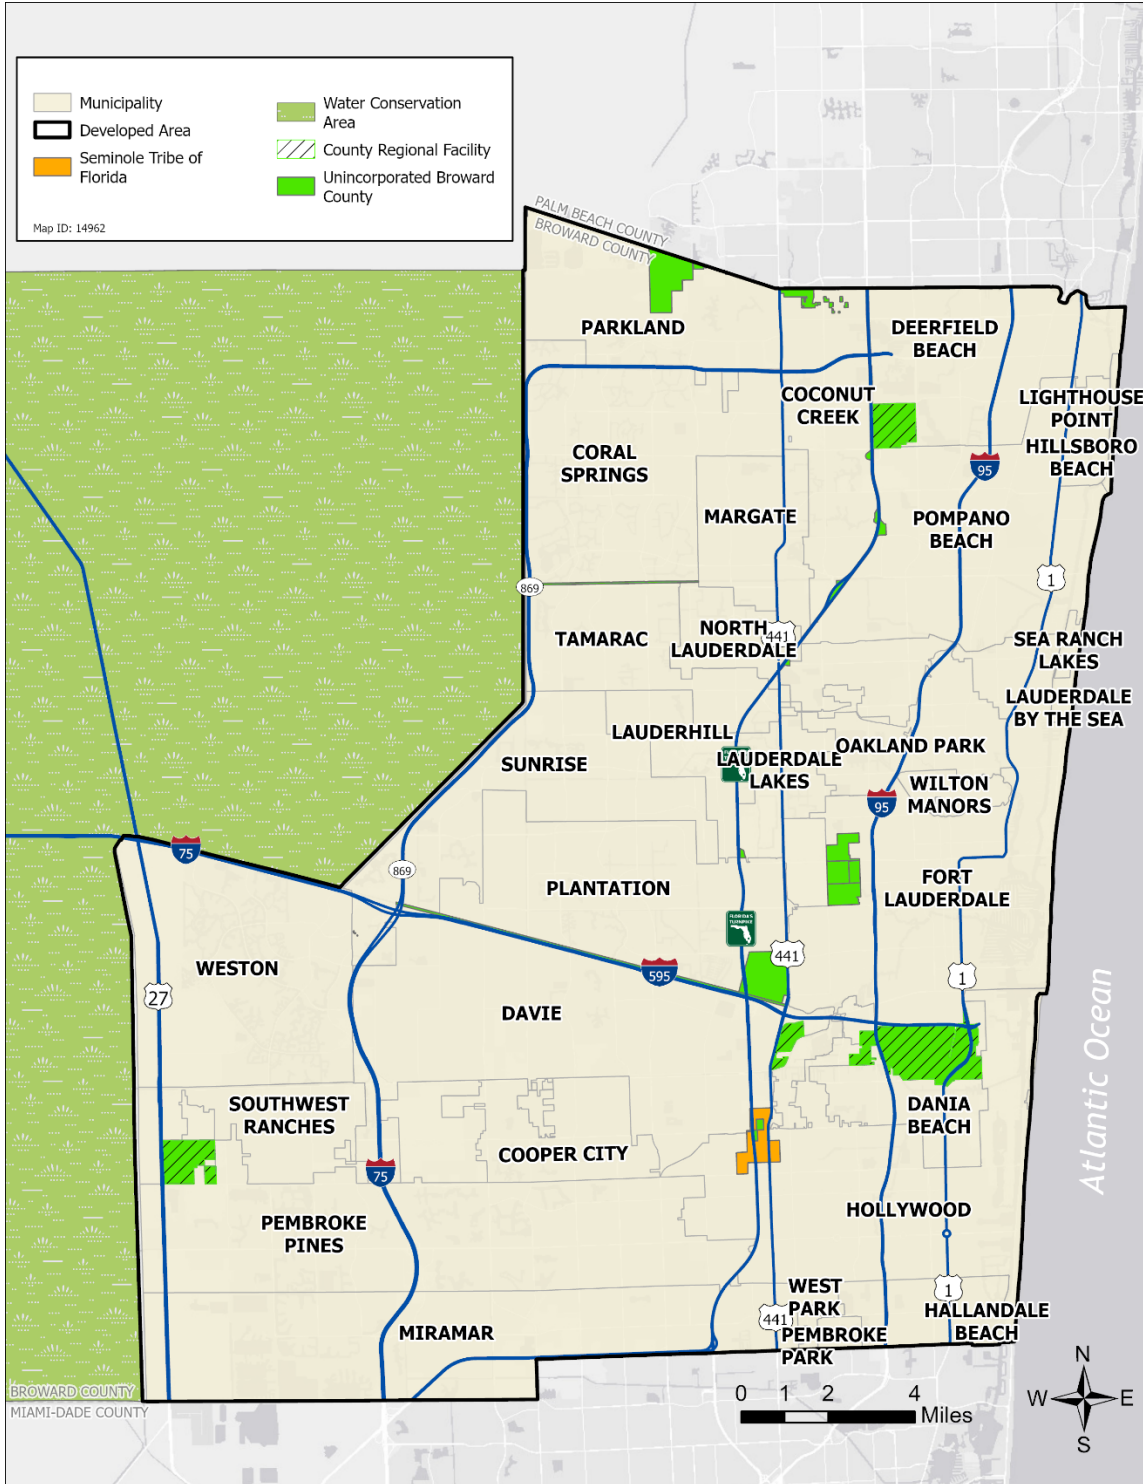 Municipality
Developed Area
Seminole Tribe of
Florida
Map ID: 14962
Water Conservation
Area
County Regional Facility
Unincorporated Broward
County
PALM BEACH COUNTY
BROWARD COUNTY
PARKLAND
DEERFIELD
BEACH
COCONUT
CREEK
LIGHTHOUSE
POINT
HILLSBORO
BEACH
CORAL
SPRINGS
95
MARGATE
POMPANO
BEACH
869
1
TAMARAC
NORTH
LAUDERDALE
441
SEA RANCH
LAKES
LAUDERDALE
BY THE SEA
LAUDERHILL
SUNRISE
LAUDERDALE
LAKES
OAKLAND PARK
WILTON
MANORS
95
75
869
PLANTATION
FORT
LAUDERDALE
FLORIDA'S
TURNPIKE
441
WESTON
595
27
1
DAVIE
Atlantic Ocean
SOUTHWEST
RANCHES
DANIA
BEACH
COOPER CITY
75
PEMBROKE
PINES
HOLLYWOOD
WEST
PARK
1
441
HALLANDALE
BEACH
MIRAMAR
PEMBROKE
PARK
BROWARD COUNTY
MIAMI-DADE COUNTY
0 1 2 4
Miles
N
W
E
S